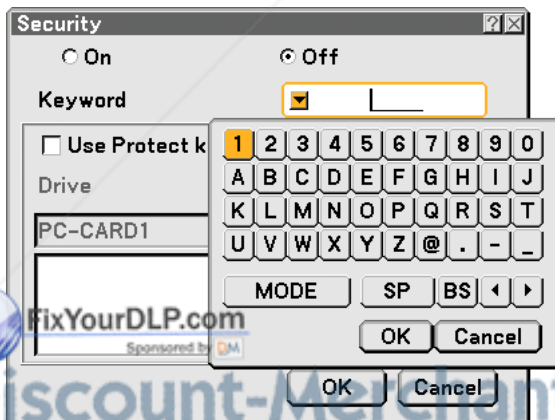 Security ? ×
On Off
Keyword
Use Protect k
Drive
PC-CARD1
1 2 3 4 5 6 7 8 9 0
A B C D E F G H I J
K L M N O P Q R S T
U V W X Y Z @ . - _
MODE SP BS
OK Cancel
FixYourDLP.com
Sponsored by DM
OK Cancel
iscount-Merchant